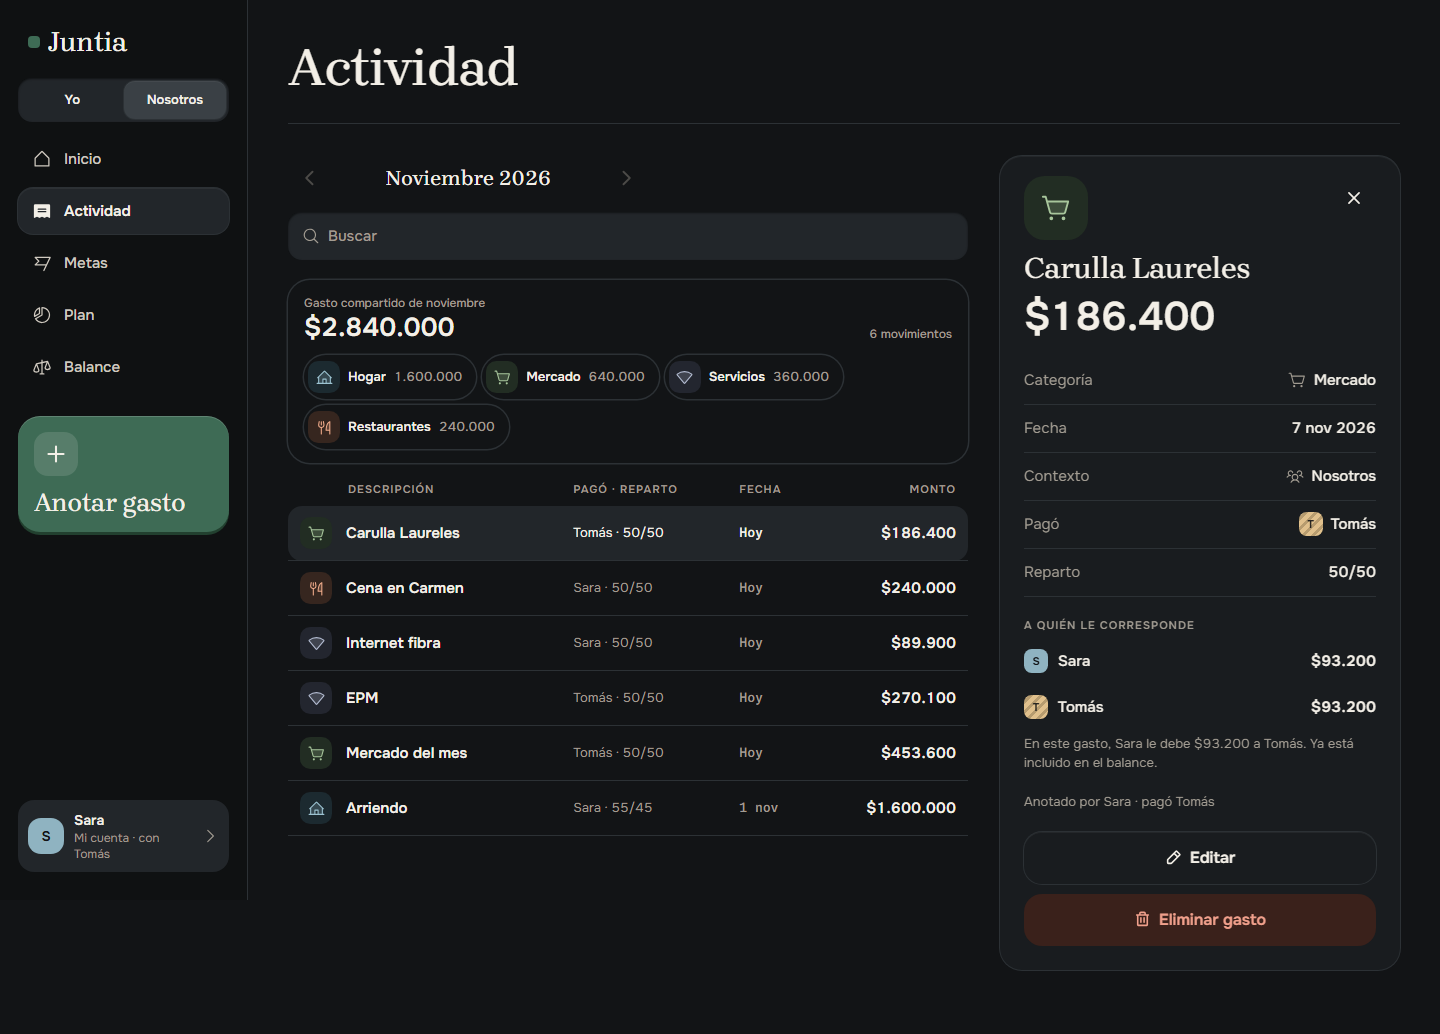 Juntia
Yo
Nosotros
Inicio
Actividad
Metas
Plan
Balance
Anotar gasto
S
Sara
Mi cuenta · con
Tomás
Actividad
Noviembre 2026
Buscar
Gasto compartido de noviembre
$2.840.000
6 movimientos
Hogar 1.600.000
Mercado 640.000
Servicios 360.000
Restaurantes 240.000
DESCRIPCIÓN PAGÓ · REPARTO FECHA MONTO
Carulla Laureles Tomás · 50/50 Hoy $186.400
Cena en Carmen Sara · 50/50 Hoy $240.000
Internet fibra Sara · 50/50 Hoy $89.900
EPM Tomás · 50/50 Hoy $270.100
Mercado del mes Tomás · 50/50 Hoy $453.600
Arriendo Sara · 55/45 1 nov $1.600.000
Carulla Laureles
$186.400
Categoría Mercado
Fecha 7 nov 2026
Contexto Nosotros
Pagó T Tomás
Reparto 50/50
A QUIÉN LE CORRESPONDE
S Sara $93.200
T Tomás $93.200
En este gasto, Sara le debe $93.200 a Tomás. Ya está
incluido en el balance.
Anotado por Sara · pagó Tomás
Editar
Eliminar gasto